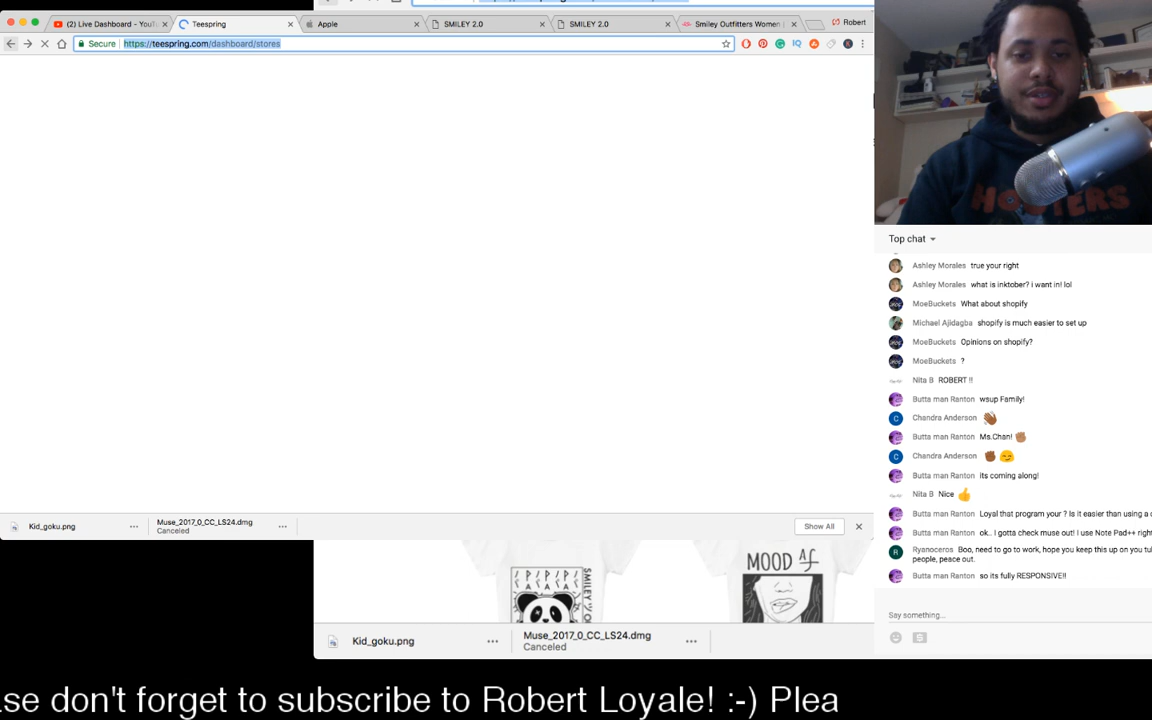 (2) Live Dashboard - YouTu
Teespring
Apple
SMILEY 2.0
SMILEY 2.0
Smiley Outfitters Women |
Robert
Secure
https://teespring.com/dashboard/stores
HOOTERS
Top chat
Ashley Morales true your right
Ashley Morales what is inktober? i want in! lol
MoeBuckets What about shopify
Michael Ajidagba shopify is much easier to set up
MoeBuckets Opinions on shopify?
MoeBuckets ?
Nita B ROBERT !!
Butta man Ranton wsup Family!
Chandra Anderson 👋🏾
Butta man Ranton Ms.Chan! ✊🏽
Chandra Anderson ✊🏾 😊
Butta man Ranton its coming along!
Nita B Nice 👍
Butta man Ranton Loyal that program your ? Is it easier than using a c
Butta man Ranton ok.. I gotta check muse out! I use Note Pad++ right
Ryanoceros Boo, need to go to work, hope you keep this up on you tu
people, peace out.
Butta man Ranton so its fully RESPONSIVE!!
Say something...
Kid_goku.png
Muse_2017_0_CC_LS24.dmg
Canceled
Show All
MOOD Af
SMILEY
Kid_goku.png
Muse_2017_0_CC_LS24.dmg
Canceled
se don't forget to subscribe to Robert Loyale! :-) Plea